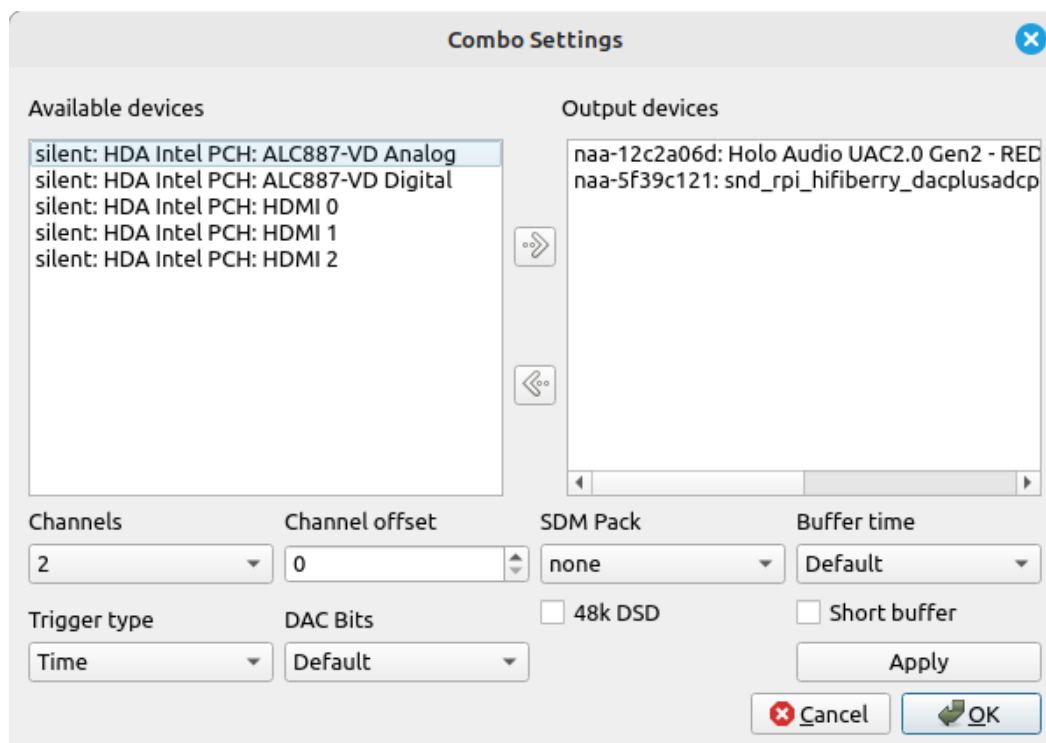 Combo Settings
Available devices
Output devices
silent: HDA Intel PCH: ALC887-VD Analog
silent: HDA Intel PCH: ALC887-VD Digital
silent: HDA Intel PCH: HDMI 0
silent: HDA Intel PCH: HDMI 1
silent: HDA Intel PCH: HDMI 2
naa-12c2a06d: Holo Audio UAC2.0 Gen2 - RED
naa-5f39c121: snd_rpi_hifiberry_dacplusadcp
Channels
Channel offset
SDM Pack
Buffer time
2
0
none
Default
Trigger type
DAC Bits
48k DSD
Short buffer
Time
Default
Apply
Cancel
OK